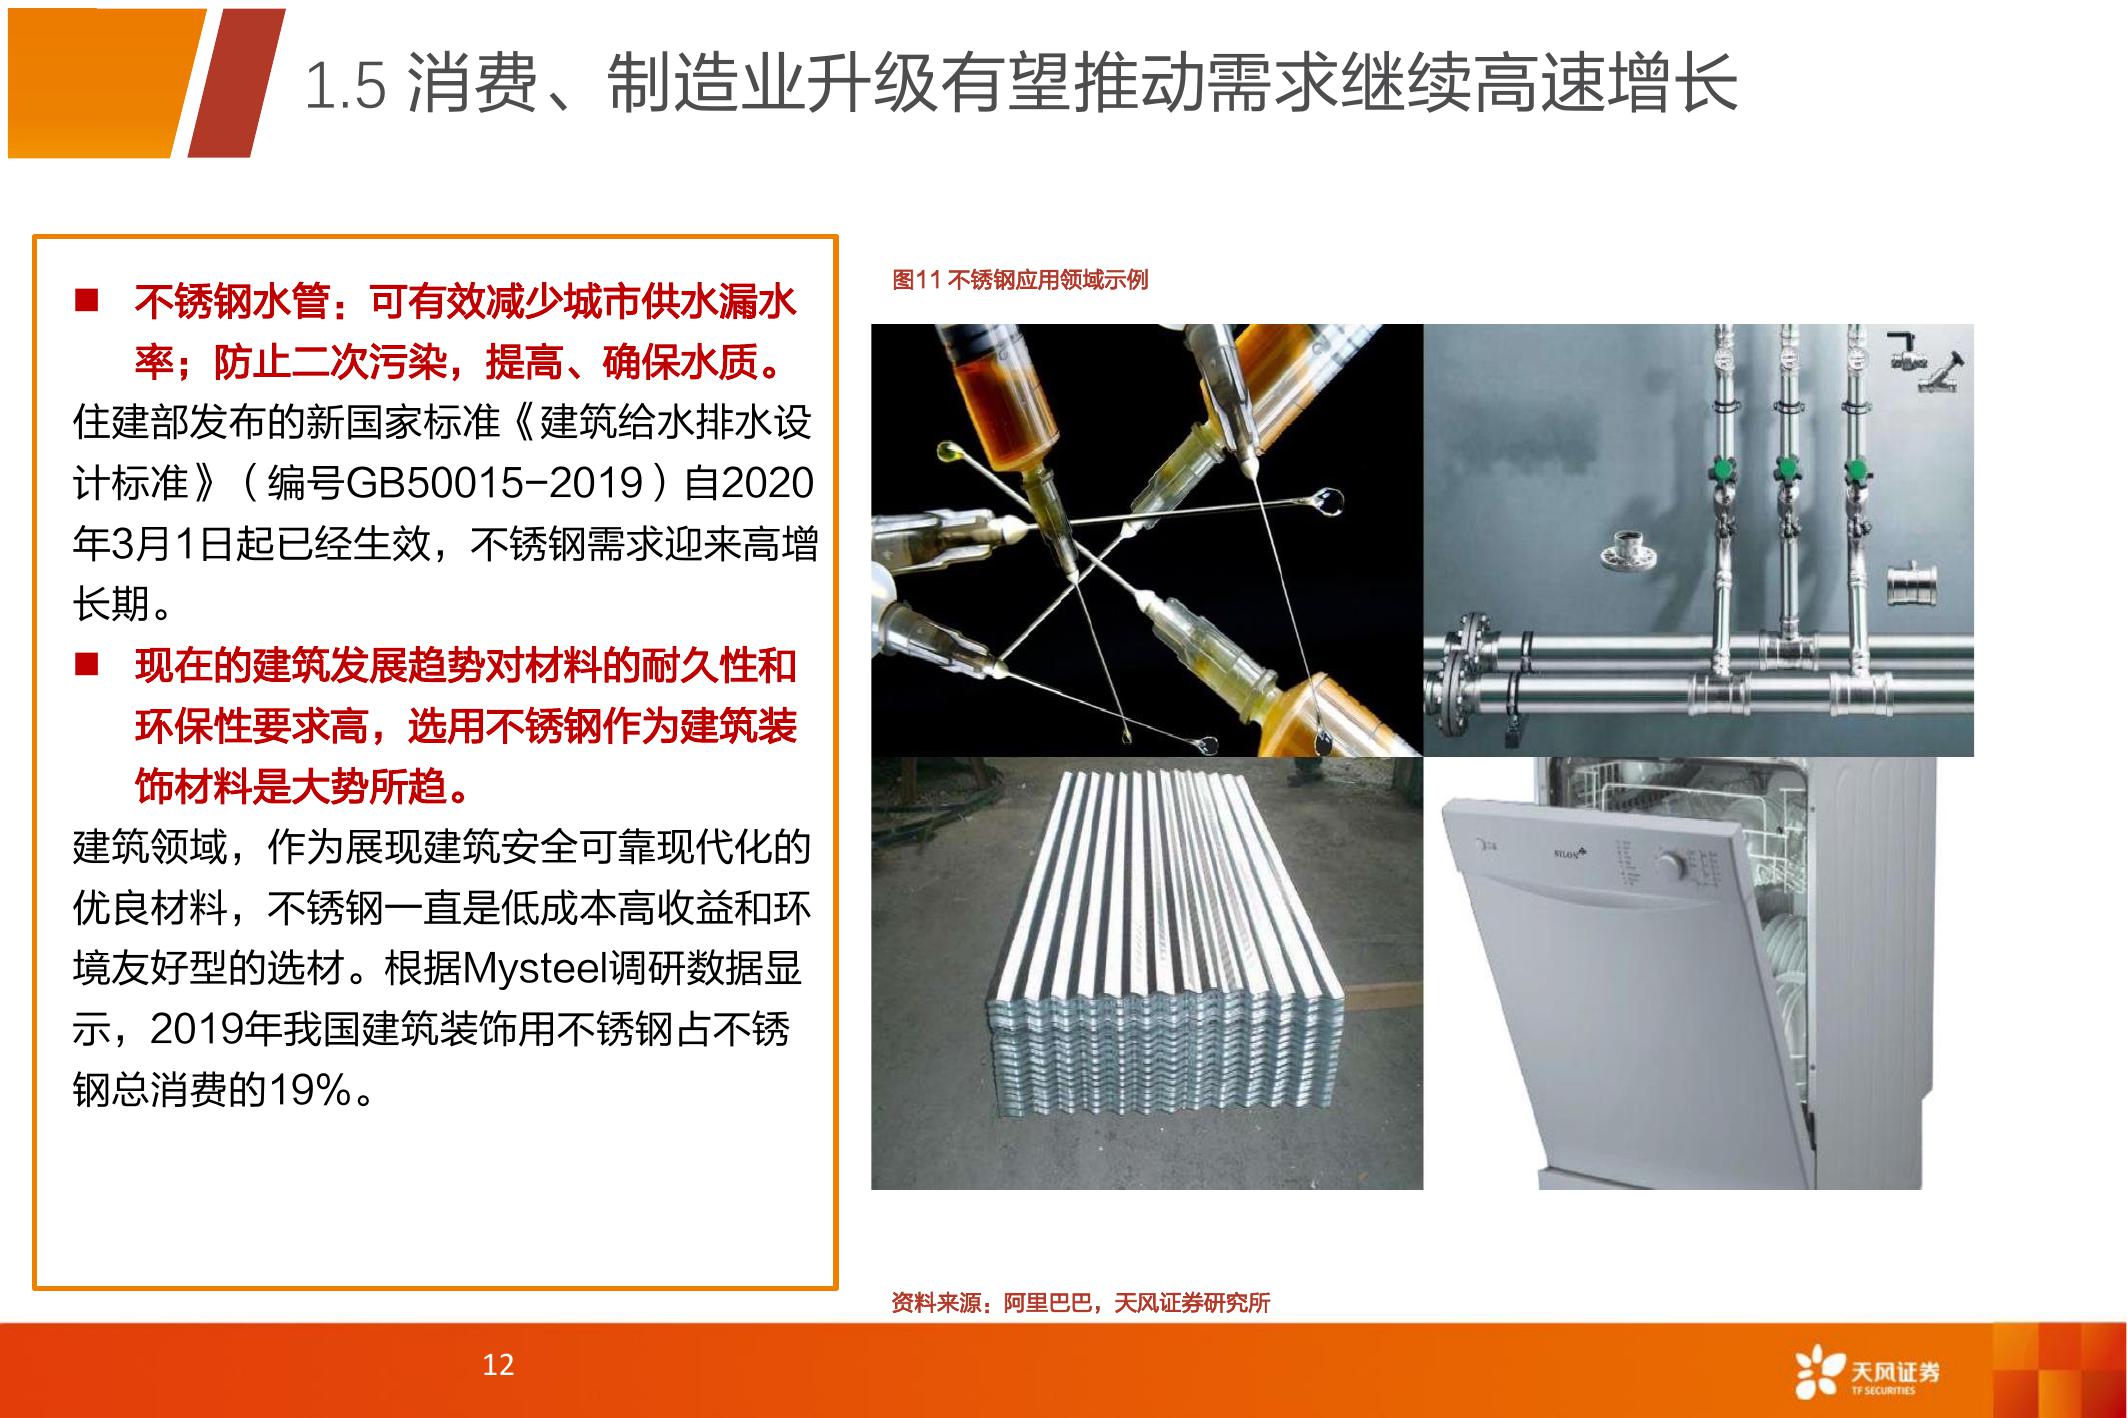 1.5 消费、制造业升级有望推动需求继续高速增长
■ 不锈钢水管：可有效减少城市供水漏水
率；防止二次污染，提高、确保水质。
住建部发布的新国家标准《建筑给水排水设
计标准》（编号GB50015-2019）自2020
年3月1日起已经生效，不锈钢需求迎来高增
长期。
■ 现在的建筑发展趋势对材料的耐久性和
环保性要求高，选用不锈钢作为建筑装
饰材料是大势所趋。
建筑领域，作为展现建筑安全可靠现代化的
优良材料，不锈钢一直是低成本高收益和环
境友好型的选材。根据Mysteel调研数据显
示，2019年我国建筑装饰用不锈钢占不锈
钢总消费的19%。
图11 不锈钢应用领域示例
资料来源：阿里巴巴，天风证券研究所
12
天风证券
TF SECURITIES